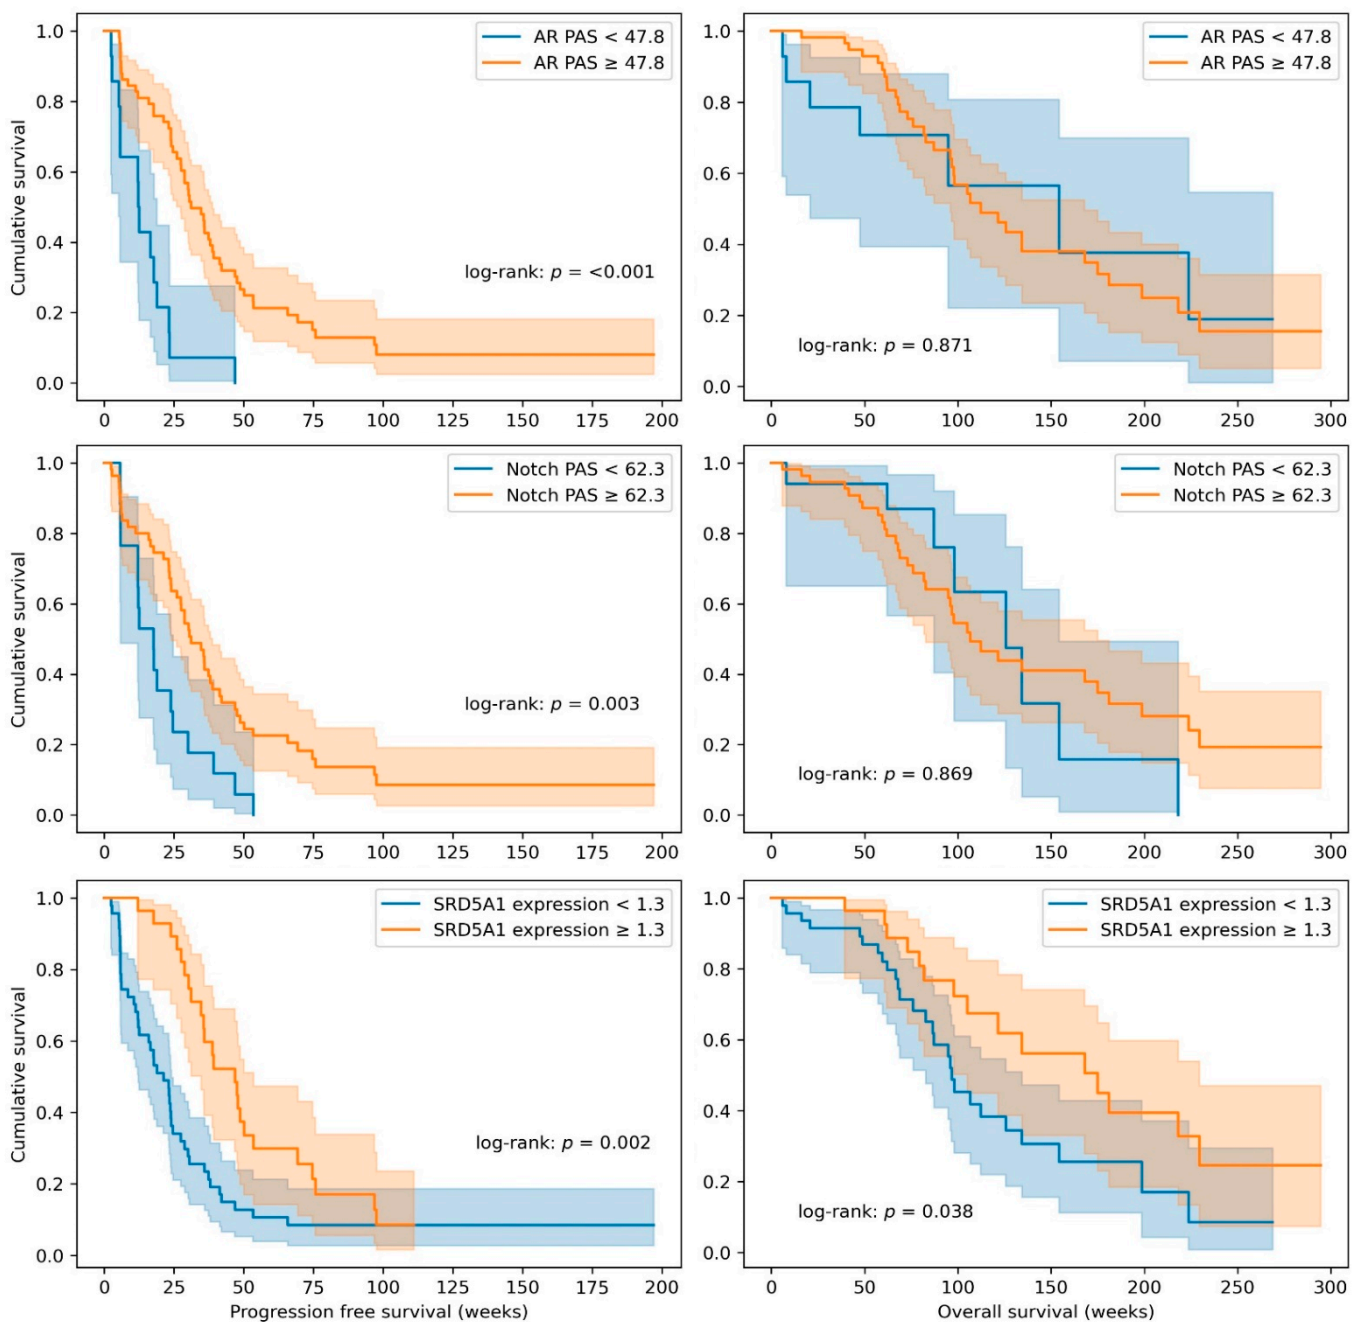 AR PAS < 47.8
AR PAS ≥ 47.8
Cumulative survival
1.0
0.8
0.6
0.4
0.2
0.0
log-rank: p = <0.001
0 25 50 75 100 125 150 175 200
AR PAS < 47.8
AR PAS ≥ 47.8
1.0
0.8
0.6
0.4
0.2
0.0
log-rank: p = 0.871
0 50 100 150 200 250 300
Notch PAS < 62.3
Notch PAS ≥ 62.3
Cumulative survival
1.0
0.8
0.6
0.4
0.2
0.0
log-rank: p = 0.003
0 25 50 75 100 125 150 175 200
Notch PAS < 62.3
Notch PAS ≥ 62.3
1.0
0.8
0.6
0.4
0.2
0.0
log-rank: p = 0.869
0 50 100 150 200 250 300
SRD5A1 expression < 1.3
SRD5A1 expression ≥ 1.3
Cumulative survival
1.0
0.8
0.6
0.4
0.2
0.0
log-rank: p = 0.002
0 25 50 75 100 125 150 175 200
Progression free survival (weeks)
SRD5A1 expression < 1.3
SRD5A1 expression ≥ 1.3
1.0
0.8
0.6
0.4
0.2
0.0
log-rank: p = 0.038
0 50 100 150 200 250 300
Overall survival (weeks)